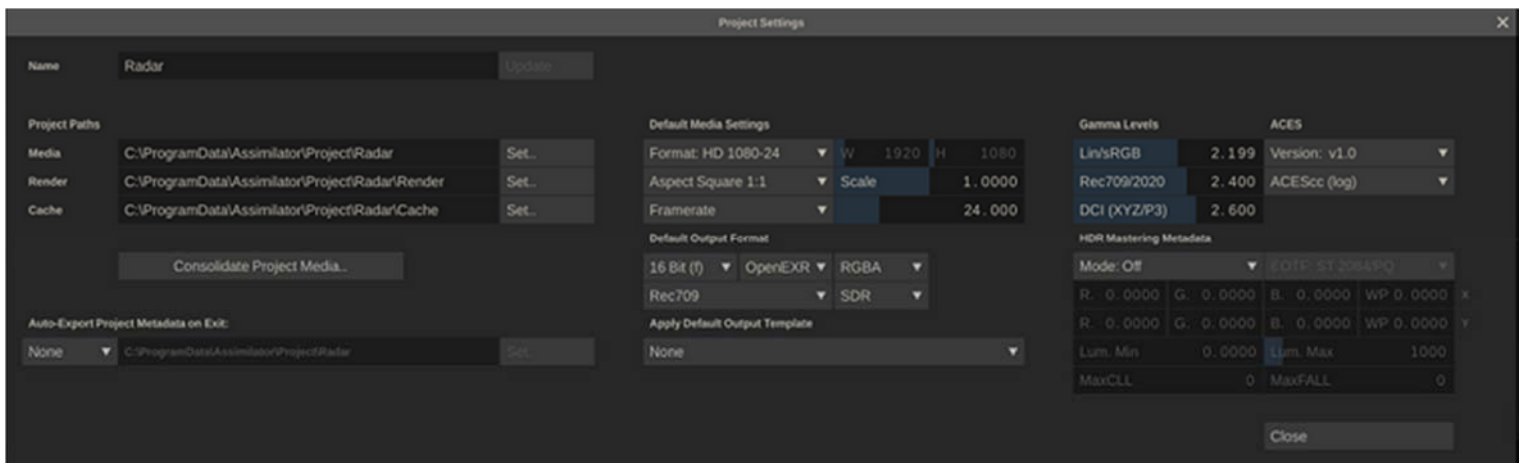 Project Settings
Name Radar Update
Project Paths
Media C:\ProgramData\Assimilator\Project\Radar Set..
Render C:\ProgramData\Assimilator\Project\Radar\Render Set..
Cache C:\ProgramData\Assimilator\Project\Radar\Cache Set..
Consolidate Project Media..
Auto-Export Project Metadata on Exit:
None C:\ProgramData\Assimilator\Project\Radar Set..
Default Media Settings
Format: HD 1080-24 W 1920 H 1080
Aspect Square 1:1 Scale 1.0000
Framerate 24.000
Default Output Format
16 Bit (f) OpenEXR RGBA
Rec709 SDR
Apply Default Output Template
None
Gamma Levels
Lin/sRGB 2.199
Rec709/2020 2.400
DCI (XYZ/P3) 2.600
ACES
Version: v1.0
ACEScc (log)
HDR Mastering Metadata
Mode: Off EOTF: ST 2084/PQ
R. 0.0000 G. 0.0000 B. 0.0000 WP 0.0000 X
R. 0.0000 G. 0.0000 B. 0.0000 WP 0.0000 Y
Lum. Min 0.0000 Lum. Max 1000
MaxCLL 0 MaxFALL 0
Close